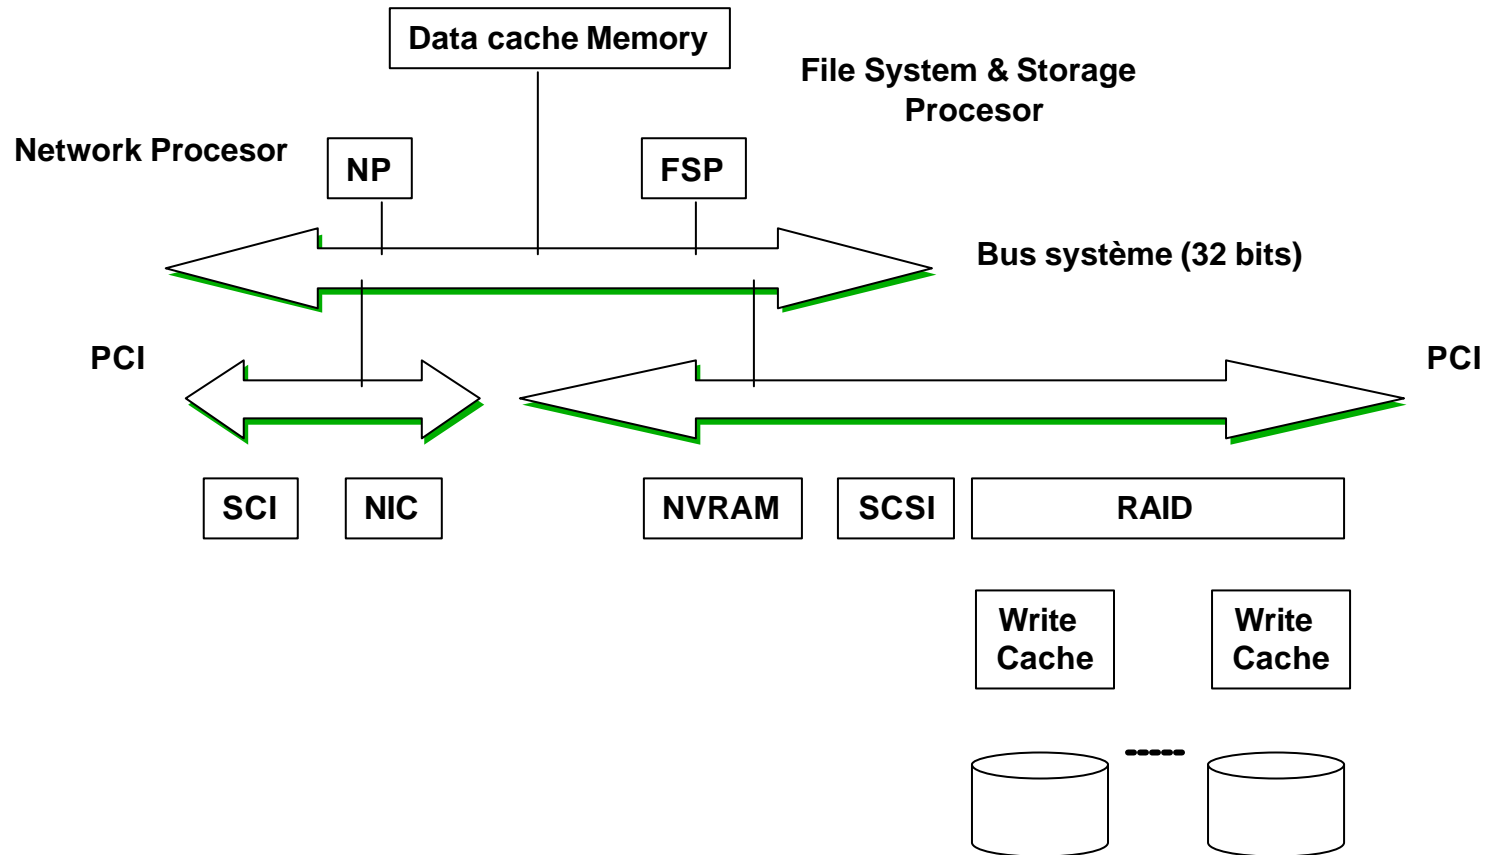 Data cache Memory
File System & Storage
Procesor
Network Procesor
NP
FSP
Bus système (32 bits)
PCI
PCI
SCI
NIC
NVRAM
SCSI
RAID
Write
Cache
Write
Cache